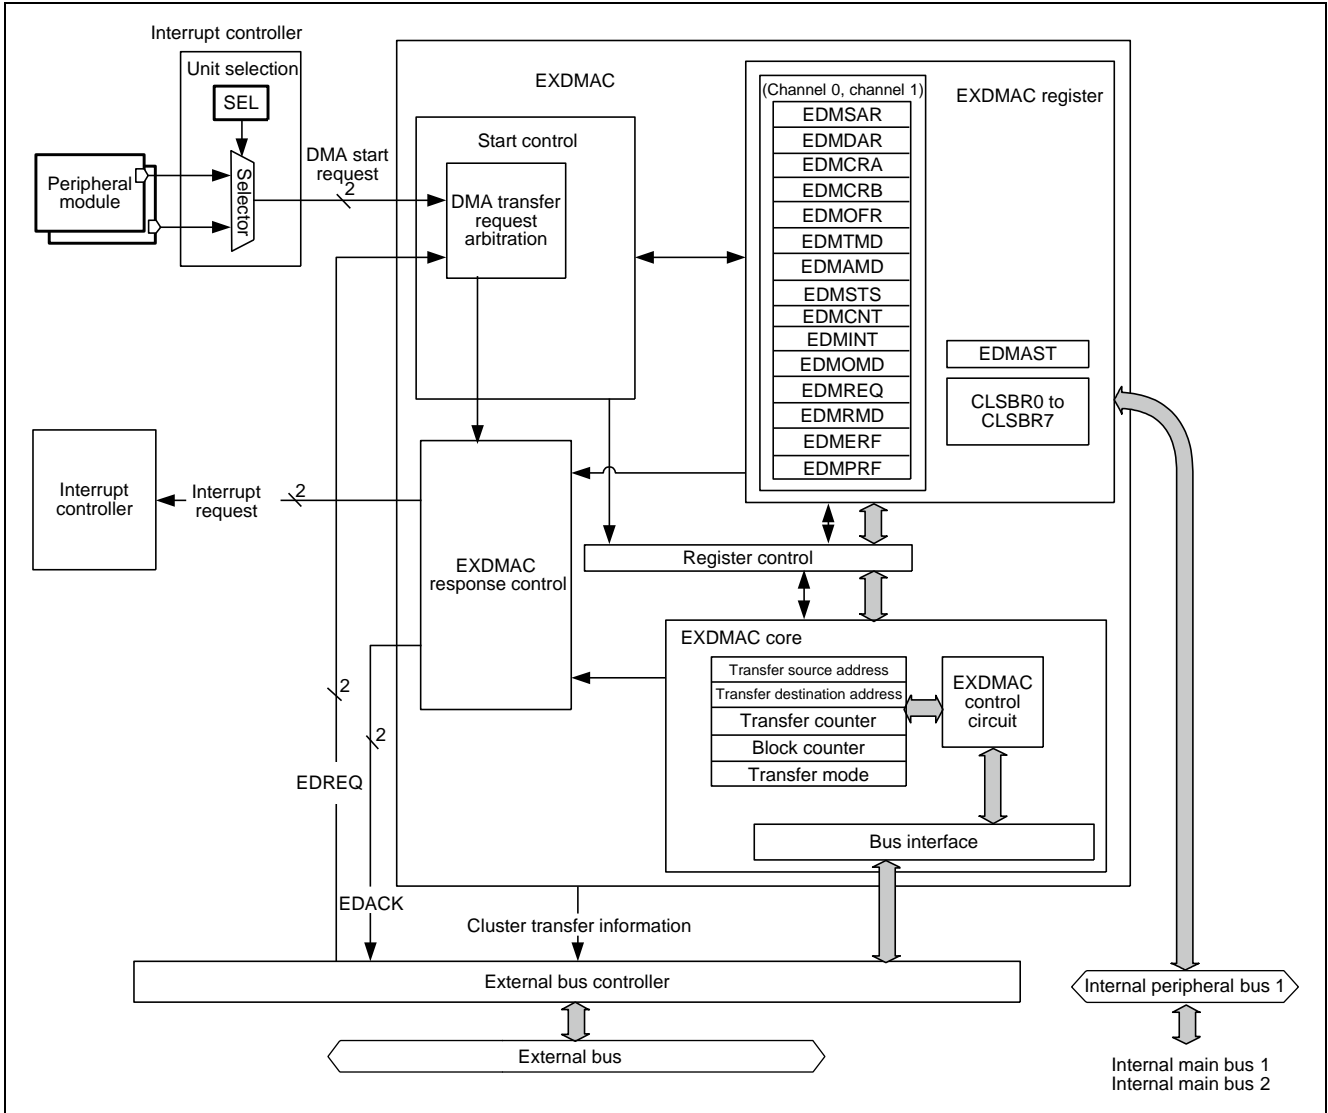 Interrupt controller
Unit selection
SEL
Selector
Peripheral
module
DMA start
request
2
EXDMAC
Start control
DMA transfer
request
arbitration
(Channel 0, channel 1)
EDMSAR
EDMDAR
EDMCRA
EDMCRB
EDMOFR
EDMTMD
EDMAMD
EDMSTS
EDMCNT
EDMINT
EDMOMD
EDMREQ
EDMRMD
EDMERF
EDMPRF
EXDMAC register
EDMAST
CLSBR0 to
CLSBR7
Interrupt
controller
Interrupt
request
2
EXDMAC
response control
Register control
EXDMAC core
Transfer source address
Transfer destination address
Transfer counter
Block counter
Transfer mode
EXDMAC
control
circuit
Bus interface
2
2
EDREQ
EDACK
Cluster transfer information
External bus controller
External bus
Internal peripheral bus 1
Internal main bus 1
Internal main bus 2